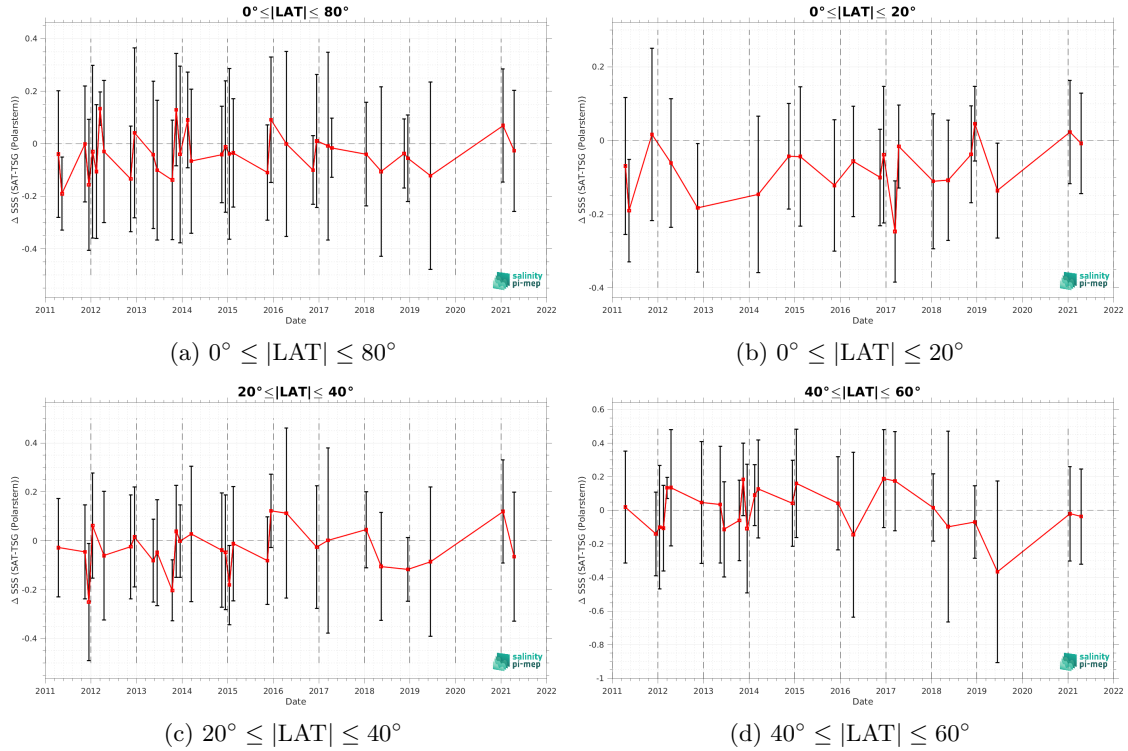 0°≤|LAT|≤ 80°
Δ SSS (SAT-TSG (Polarstern))
0.4
0.2
0
-0.2
-0.4
2011 2012 2013 2014 2015 2016 2017 2018 2019 2020 2021 2022
Date
salinity
pi-mep
(a) 0° ≤ |LAT| ≤ 80°
0°≤|LAT|≤ 20°
Δ SSS (SAT-TSG (Polarstern))
0.2
0
-0.2
-0.4
2011 2012 2013 2014 2015 2016 2017 2018 2019 2020 2021 2022
Date
salinity
pi-mep
(b) 0° ≤ |LAT| ≤ 20°
20°≤|LAT|≤ 40°
Δ SSS (SAT-TSG (Polarstern))
0.4
0.2
0
-0.2
-0.4
2011 2012 2013 2014 2015 2016 2017 2018 2019 2020 2021 2022
Date
salinity
pi-mep
(c) 20° ≤ |LAT| ≤ 40°
40°≤|LAT|≤ 60°
Δ SSS (SAT-TSG (Polarstern))
0.6
0.4
0.2
0
-0.2
-0.4
-0.6
-0.8
-1
2011 2012 2013 2014 2015 2016 2017 2018 2019 2020 2021 2022
Date
salinity
pi-mep
(d) 40° ≤ |LAT| ≤ 60°